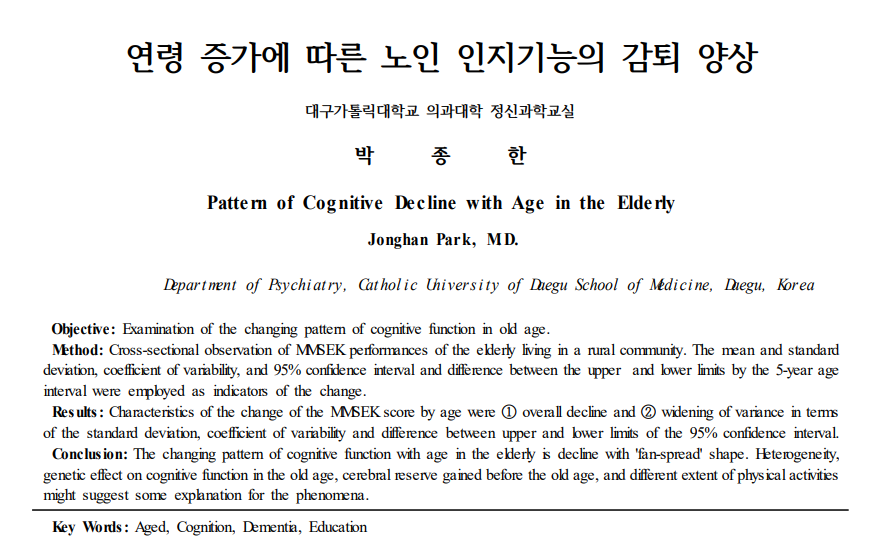 연령 증가에 따른 노인 인지기능의 감퇴 양상
대구가톨릭대학교 의과대학 정신과학교실
박 종 한
Pattern of Cognitive Decline with Age in the Elderly
Jonghan Park, MD.
Department of Psychiatry, Catholic University of Daegu School of Medicine, Daegu, Korea
Objective: Examination of the changing pattern of cognitive function in old age.
Method: Cross-sectional observation of MMSEK performances of the elderly living in a rural community. The mean and standard
deviation, coefficient of variability, and 95% confidence interval and difference between the upper and lower limits by the 5-year age
interval were employed as indicators of the change.
Results: Characteristics of the change of the MMSEK score by age were ① overall decline and ② widening of variance in terms
of the standard deviation, coefficient of variability and difference between upper and lower limits of the 95% confidence interval.
Conclusion: The changing pattern of cognitive function with age in the elderly is decline with 'fan-spread' shape. Heterogeneity,
genetic effect on cognitive function in the old age, cerebral reserve gained before the old age, and different extent of physical activities
might suggest some explanation for the phenomena.
Key Words: Aged, Cognition, Dementia, Education